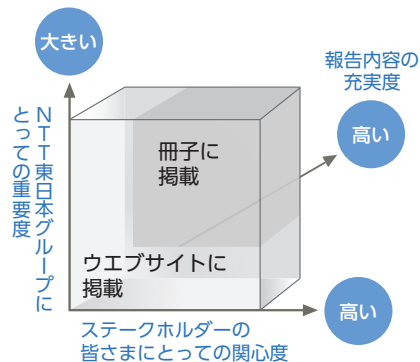 大きい
報告内容の
充実度
高い
NTT東日本グループに
とっての重要度
冊子に
掲載
ウエブサイトに
掲載
高い
ステークホルダーの
皆さまにとっての関心度